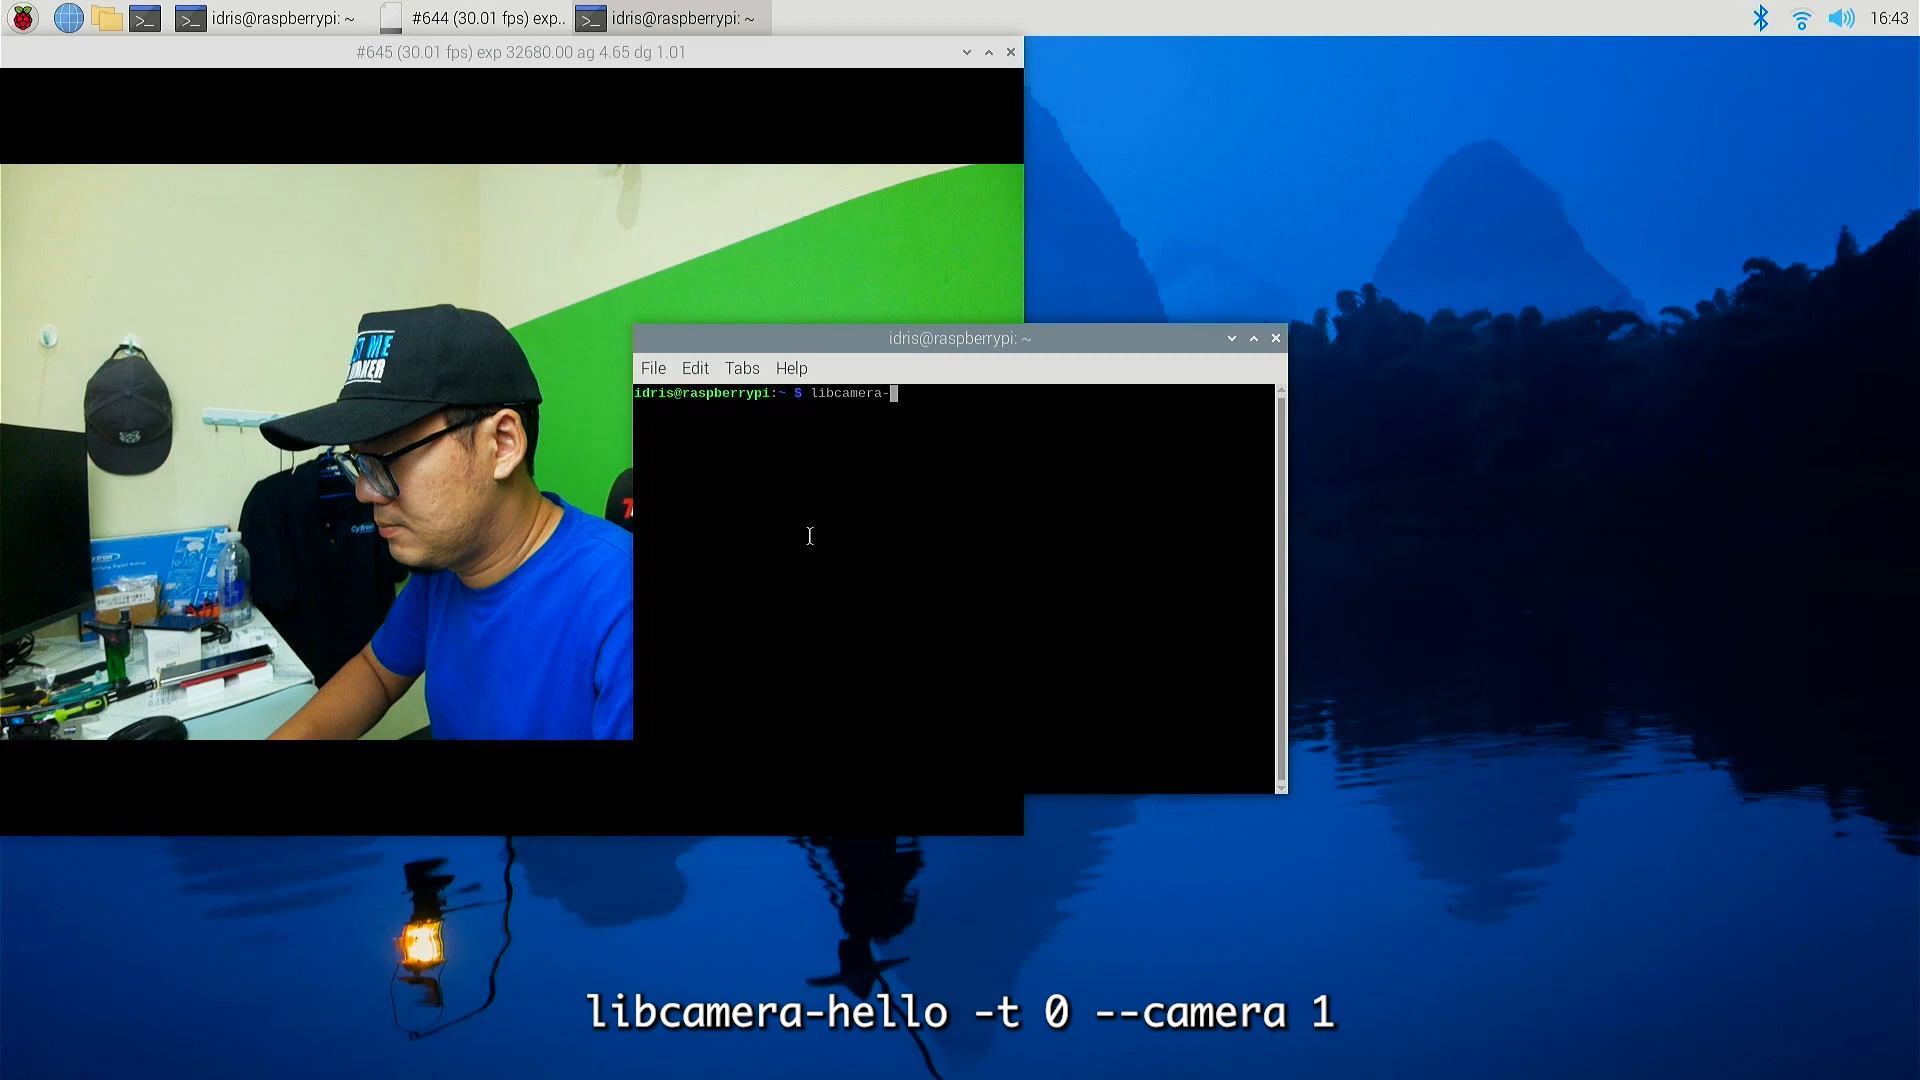 idris@raspberrypi: ~
#644 (30.01 fps) exp..
idris@raspberrypi: ~
16:43
#645 (30.01 fps) exp 32680.00 ag 4.65 dg 1.01
idris@raspberrypi: ~
File Edit Tabs Help
idris@raspberrypi:~ $ libcamera-
ME
Cytron
libcamera-hello -t 0 --camera 1